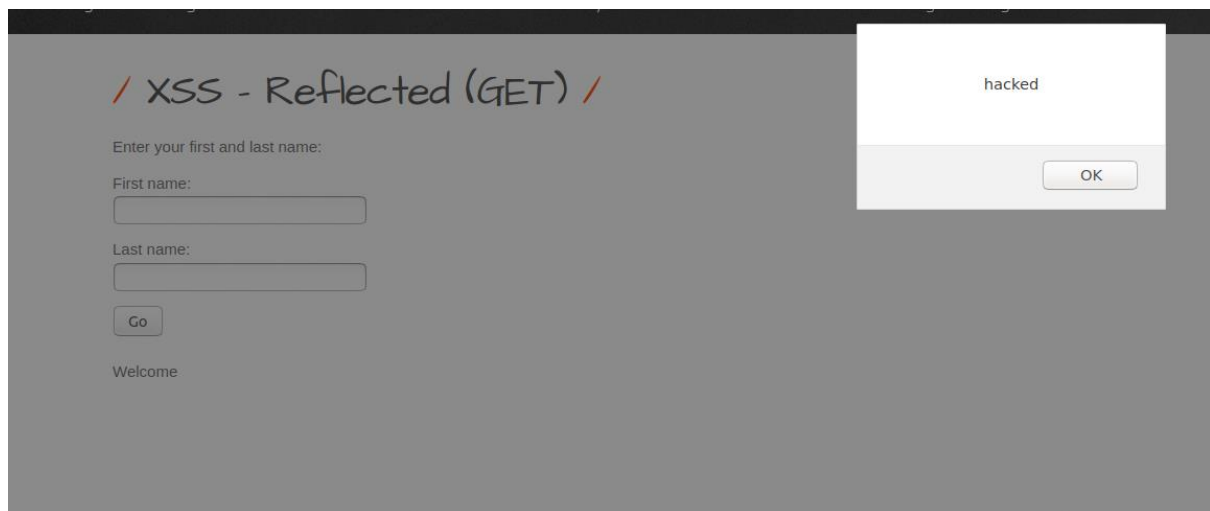 / XSS - Reflected (GET) /
Enter your first and last name:
First name:
Last name:
Go
Welcome
hacked
OK